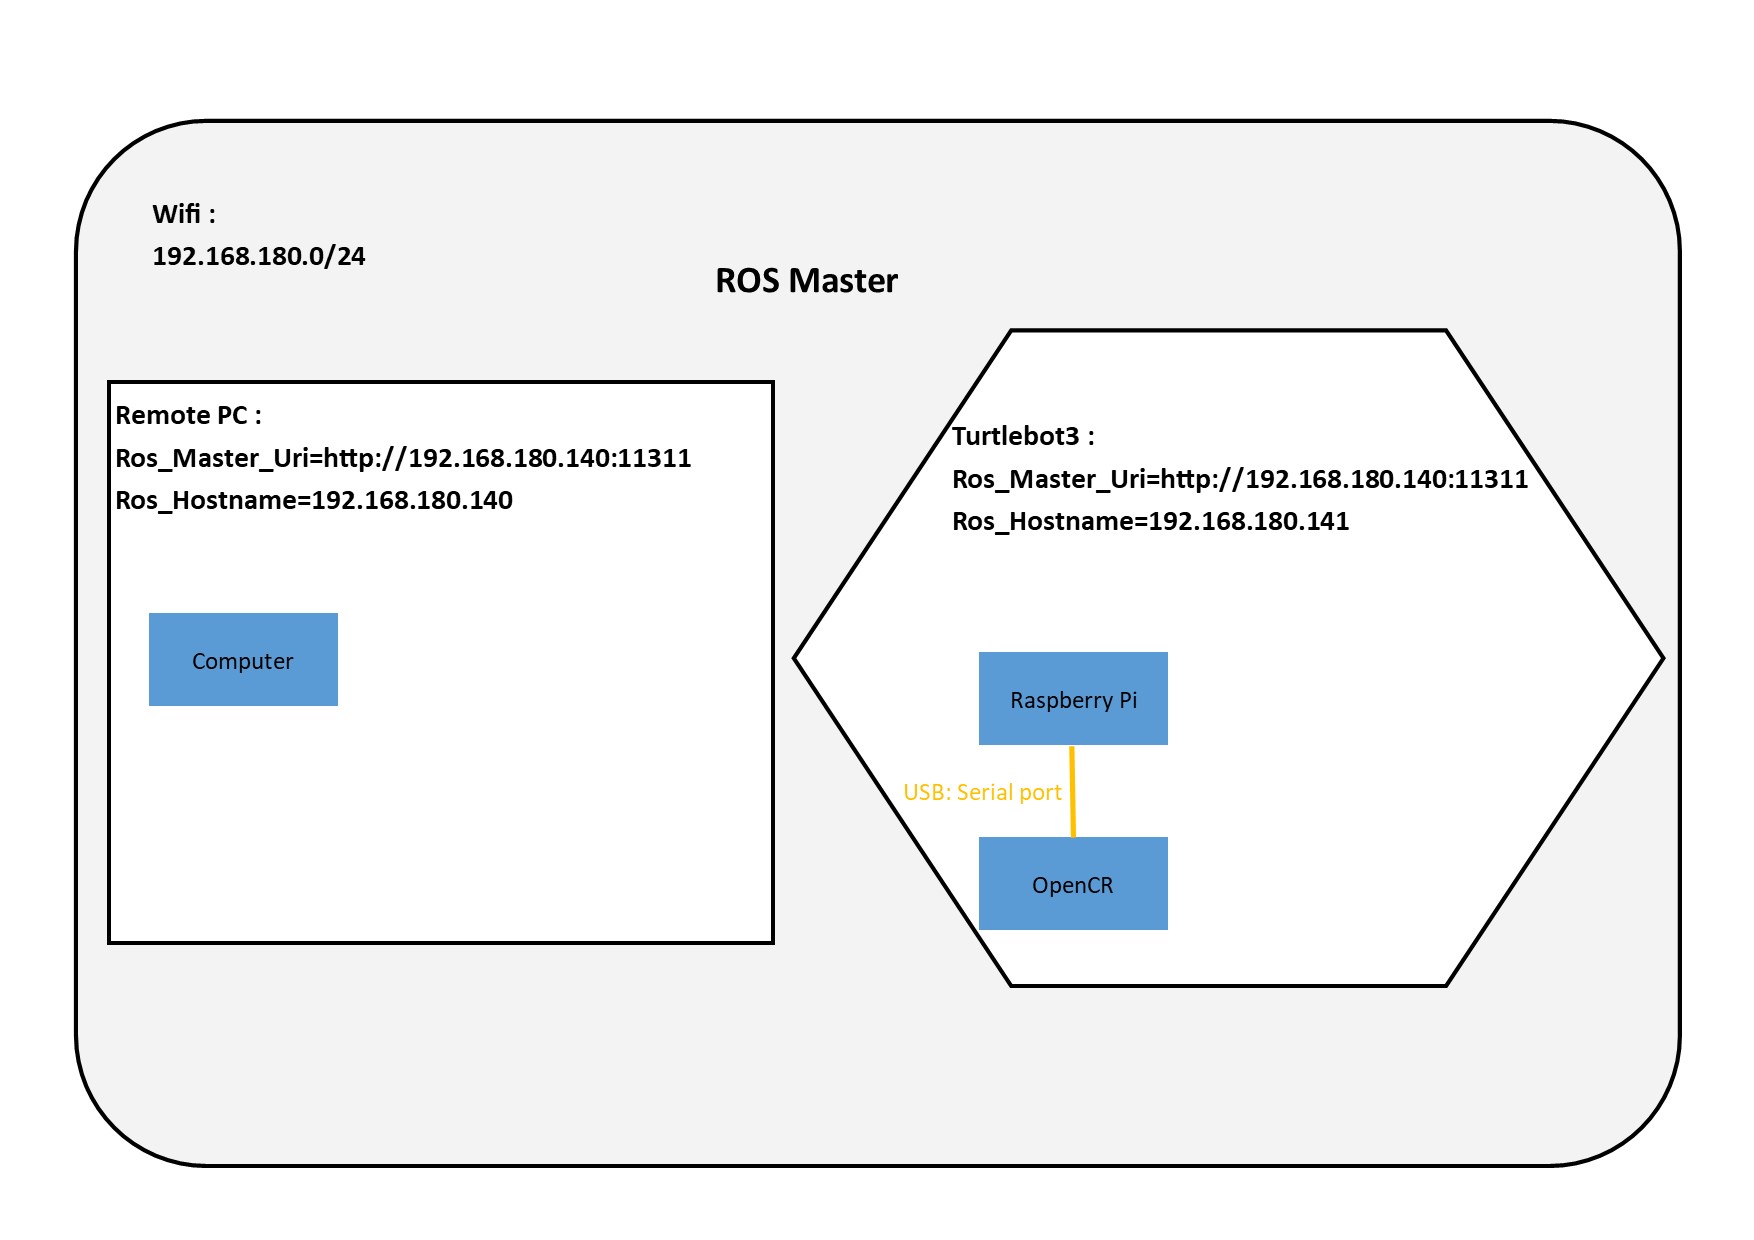 Wifi :
192.168.180.0/24
ROS Master
Remote PC :
Ros_Master_Uri=http://192.168.180.140:11311
Ros_Hostname=192.168.180.140
Computer
Turtlebot3 :
Ros_Master_Uri=http://192.168.180.140:11311
Ros_Hostname=192.168.180.141
Raspberry Pi
USB: Serial port
OpenCR